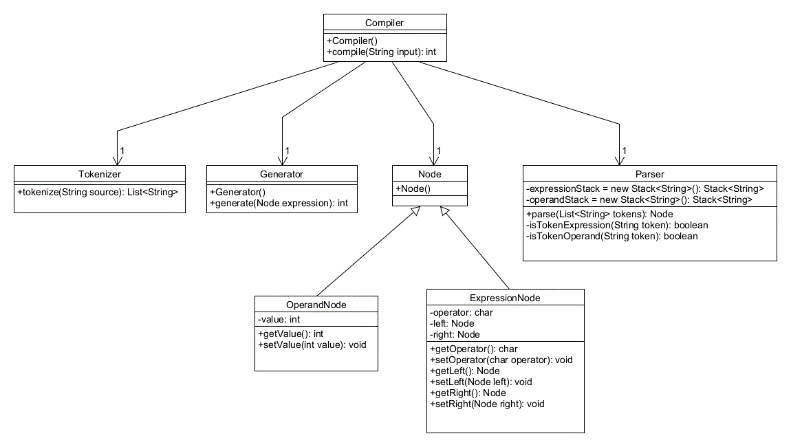 Compiler
+Compiler()
+compile(String input): int
1
1
1
1
Tokenizer
+tokenize(String source): List<String>
Generator
+Generator()
+generate(Node expression): int
Node
+Node()
Parser
-expressionStack = new Stack<String>(): Stack<String>
-operandStack = new Stack<String>(): Stack<String>
+parse(List<String> tokens): Node
-isTokenExpression(String token): boolean
-isTokenOperand(String token): boolean
OperandNode
-value: int
+getValue(): int
+setValue(int value): void
ExpressionNode
-operator: char
-left: Node
-right: Node
+getOperator(): char
+setOperator(char operator): void
+getLeft(): Node
+setLeft(Node left): void
+getRight(): Node
+setRight(Node right): void